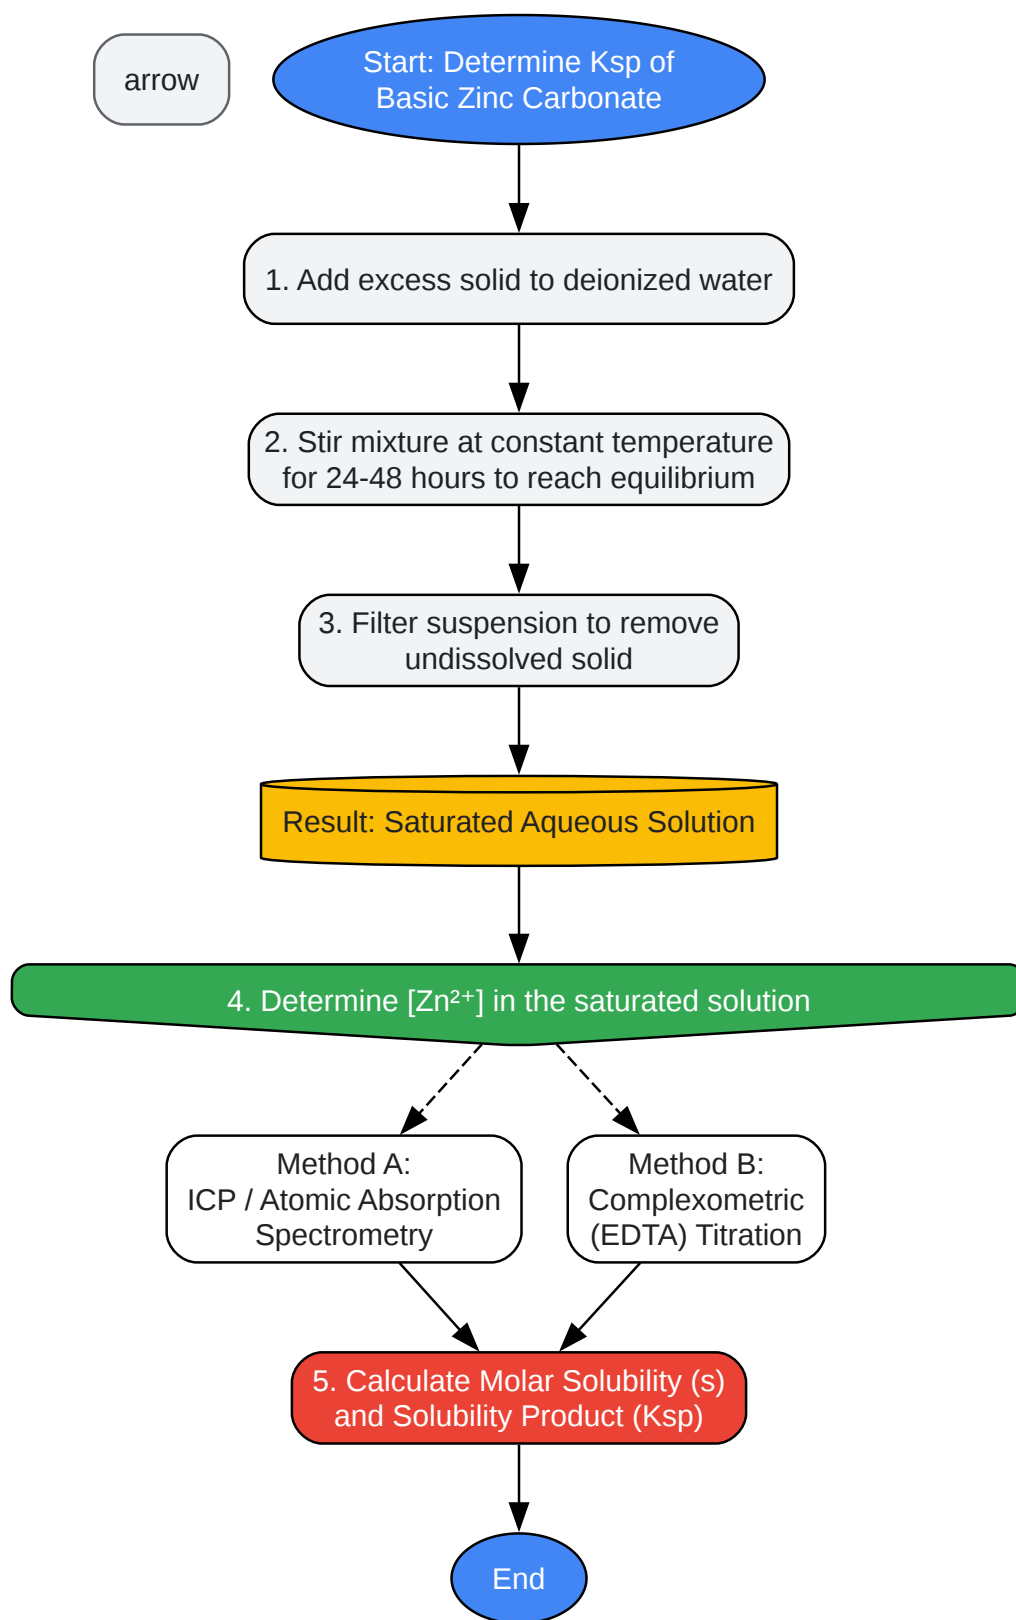 arrow
Start: Determine Ksp of
Basic Zinc Carbonate
1. Add excess solid to deionized water
2. Stir mixture at constant temperature
for 24-48 hours to reach equilibrium
3. Filter suspension to remove
undissolved solid
Result: Saturated Aqueous Solution
4. Determine [Zn²⁺] in the saturated solution
Method A:
ICP / Atomic Absorption
Spectrometry
Method B:
Complexometric
(EDTA) Titration
5. Calculate Molar Solubility (s)
and Solubility Product (Ksp)
End